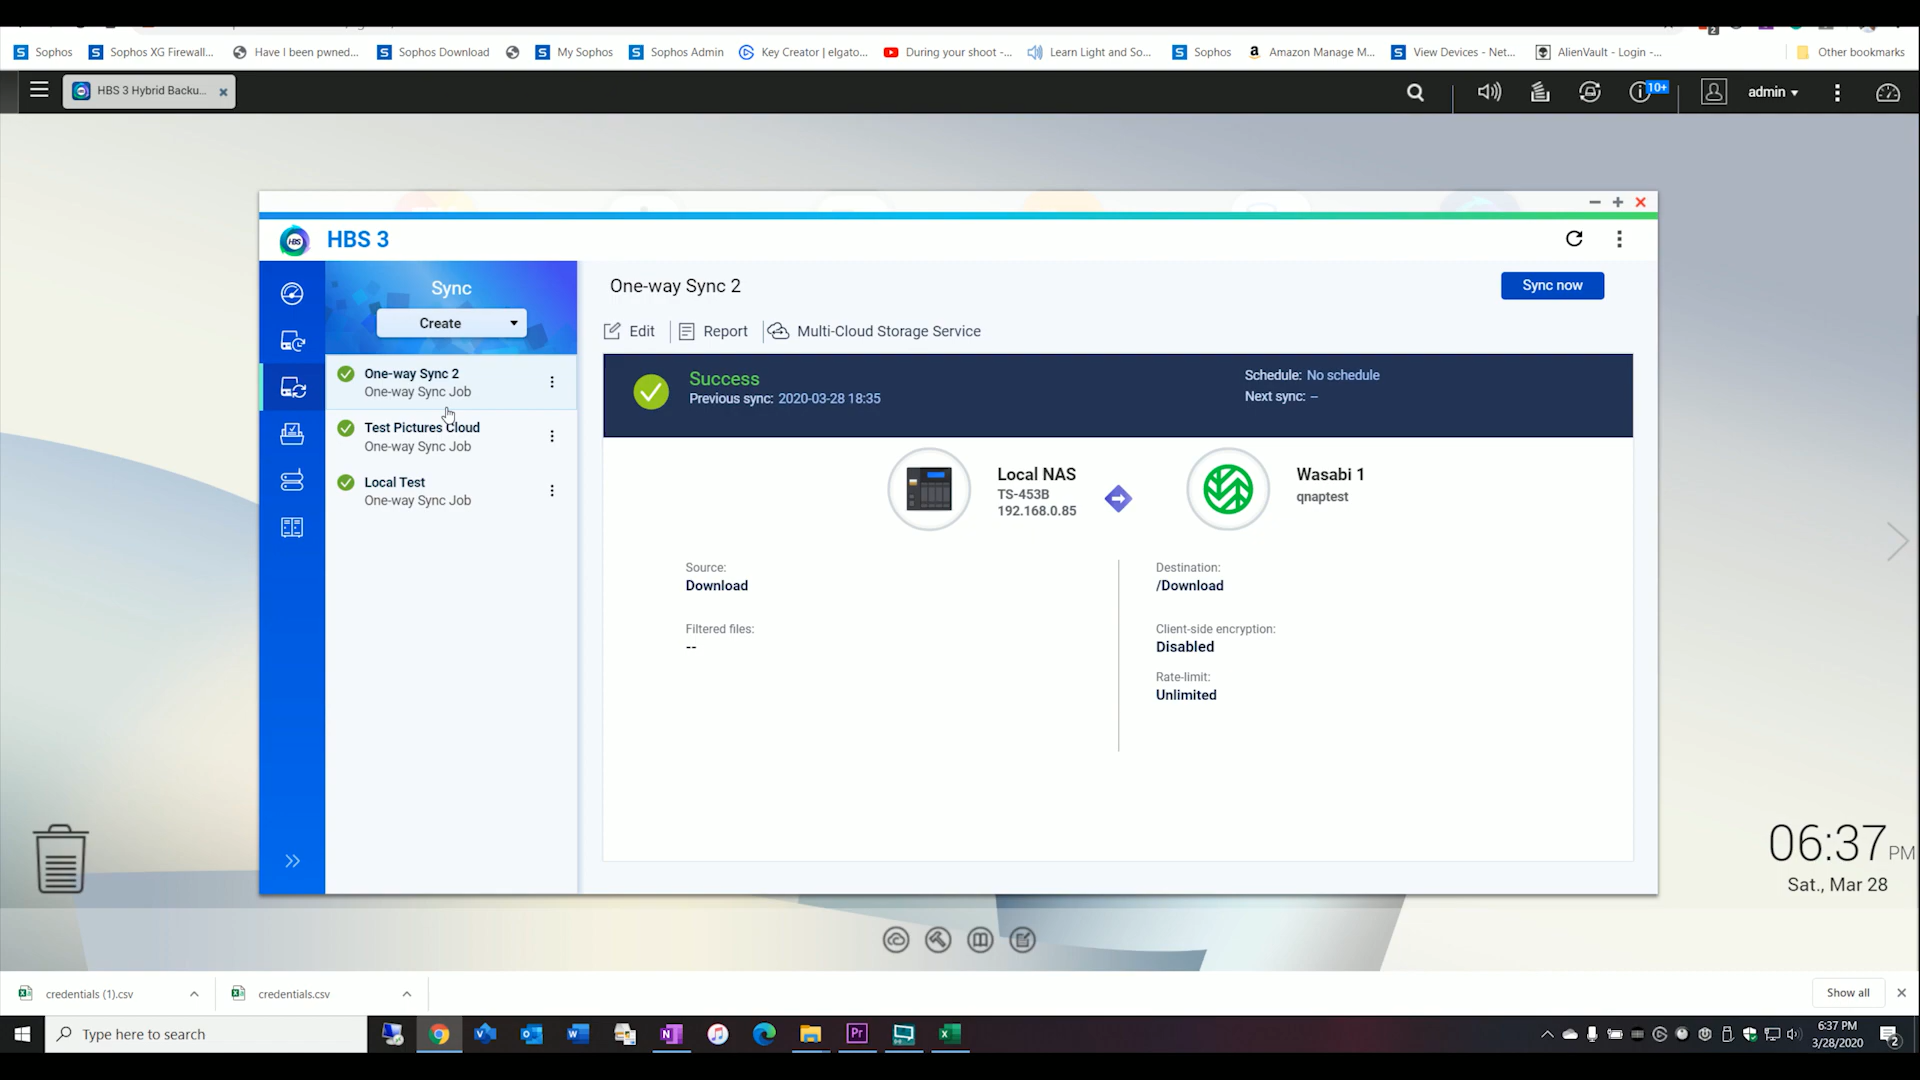 Sophos
Sophos XG Firewall...
Have I been pwned...
Sophos Download
My Sophos
Sophos Admin
Key Creator | elgato...
During your shoot -...
Learn Light and So...
Sophos
Amazon Manage M...
View Devices - Net...
AlienVault - Login -...
Other bookmarks
HBS 3 Hybrid Backu...
10+
admin
HBS 3
Sync
Create
One-way Sync 2
One-way Sync Job
Test Pictures Cloud
One-way Sync Job
Local Test
One-way Sync Job
One-way Sync 2
Sync now
Edit
Report
Multi-Cloud Storage Service
Success
Previous sync: 2020-03-28 18:35
Schedule: No schedule
Next sync: –
Local NAS
TS-453B
192.168.0.85
Wasabi 1
qnaptest
Source:
Download
Filtered files:
--
Destination:
/Download
Client-side encryption:
Disabled
Rate-limit:
Unlimited
06:37 PM
Sat., Mar 28
credentials (1).csv
credentials.csv
Show all
Type here to search
6:37 PM
3/28/2020
2